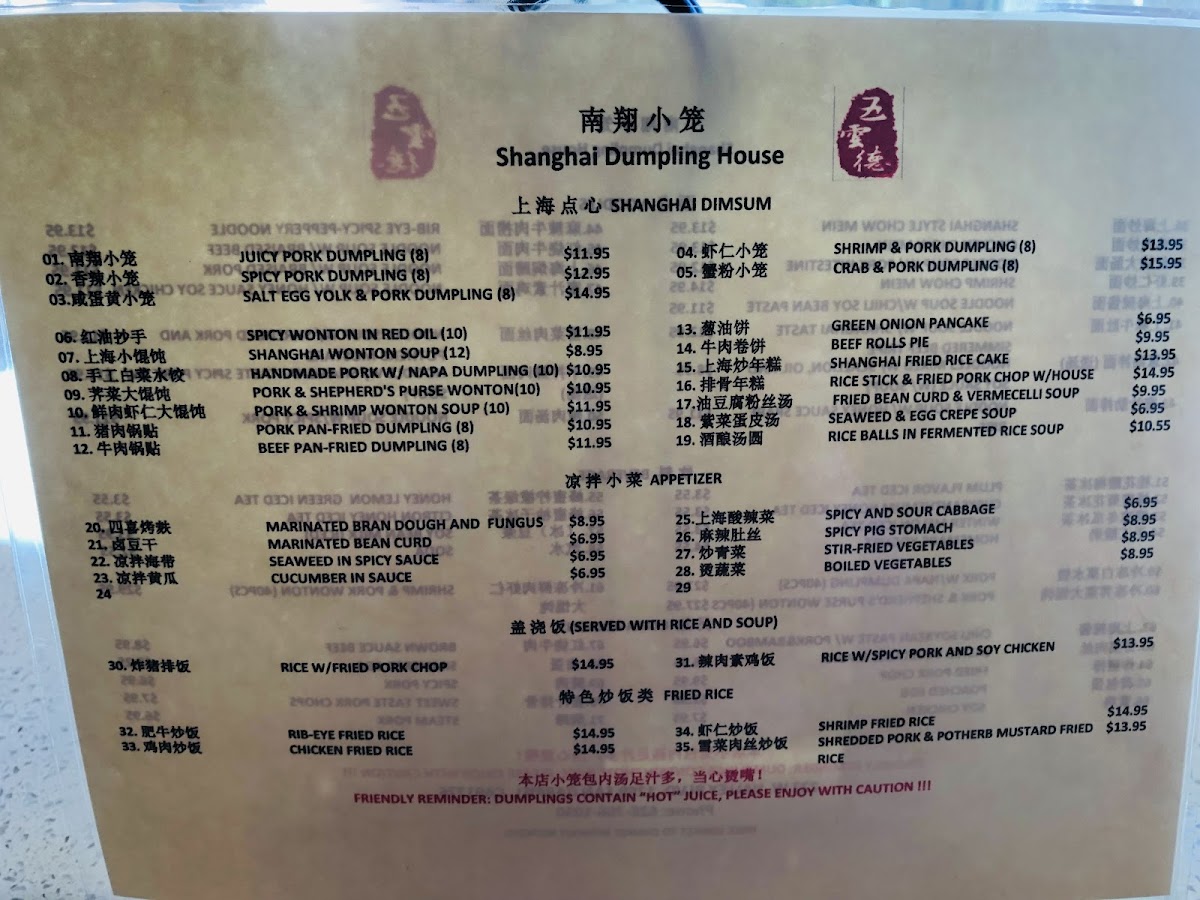 南翔小笼
Shanghai Dumpling House
五雲德
上海点心 SHANGHAI DIMSUM
01. 南翔小笼 JUICY PORK DUMPLING (8) $11.95
02. 香辣小笼 SPICY PORK DUMPLING (8) $12.95
03. 咸蛋黄小笼 SALT EGG YOLK & PORK DUMPLING (8) $14.95
04. 虾仁小笼 SHRIMP & PORK DUMPLING (8) $13.95
05. 蟹粉小笼 CRAB & PORK DUMPLING (8) $15.95
06. 红油抄手 SPICY WONTON IN RED OIL (10) $11.95
07. 上海小馄饨 SHANGHAI WONTON SOUP (12) $8.95
08. 手工白菜水饺 HANDMADE PORK W/ NAPA DUMPLING (10) $10.95
09. 荠菜大馄饨 PORK & SHEPHERD'S PURSE WONTON(10) $10.95
10. 鲜肉虾仁大馄饨 PORK & SHRIMP WONTON SOUP (10) $11.95
11. 猪肉锅贴 PORK PAN-FRIED DUMPLING (8) $10.95
12. 牛肉锅贴 BEEF PAN-FRIED DUMPLING (8) $11.95
13. 葱油饼 GREEN ONION PANCAKE $6.95
14. 牛肉卷饼 BEEF ROLLS PIE $9.95
15. 上海炒年糕 SHANGHAI FRIED RICE CAKE $13.95
16. 排骨年糕 RICE STICK & FRIED PORK CHOP W/HOUSE $14.95
17.油豆腐粉丝汤 FRIED BEAN CURD & VERMECELLI SOUP $9.95
18. 紫菜蛋皮汤 SEAWEED & EGG CREPE SOUP $6.95
19. 酒酿汤圆 RICE BALLS IN FERMENTED RICE SOUP $10.55
凉拌小菜 APPETIZER
20. 四喜烤麩 MARINATED BRAN DOUGH AND FUNGUS $8.95
21. 卤豆干 MARINATED BEAN CURD $6.95
22. 凉拌海带 SEAWEED IN SPICY SAUCE $6.95
23. 凉拌黄瓜 CUCUMBER IN SAUCE $6.95
24
25.上海酸辣菜 SPICY AND SOUR CABBAGE $6.95
26. 麻辣肚丝 SPICY PIG STOMACH $8.95
27. 炒青菜 STIR-FRIED VEGETABLES $8.95
28. 烫蔬菜 BOILED VEGETABLES $8.95
29
盖浇饭 (SERVED WITH RICE AND SOUP)
30. 炸猪排饭 RICE W/FRIED PORK CHOP $14.95
31. 辣肉素鸡饭 RICE W/SPICY PORK AND SOY CHICKEN $13.95
特色炒饭类 FRIED RICE
32. 肥牛炒饭 RIB-EYE FRIED RICE $14.95
33. 鸡肉炒饭 CHICKEN FRIED RICE $14.95
34. 虾仁炒饭 SHRIMP FRIED RICE $14.95
35. 雪菜肉丝炒饭 SHREDDED PORK & POTHERB MUSTARD FRIED $13.95
RICE
本店小笼包内汤足汁多，当心烫嘴！
FRIENDLY REMINDER: DUMPLINGS CONTAIN "HOT" JUICE, PLEASE ENJOY WITH CAUTION !!!